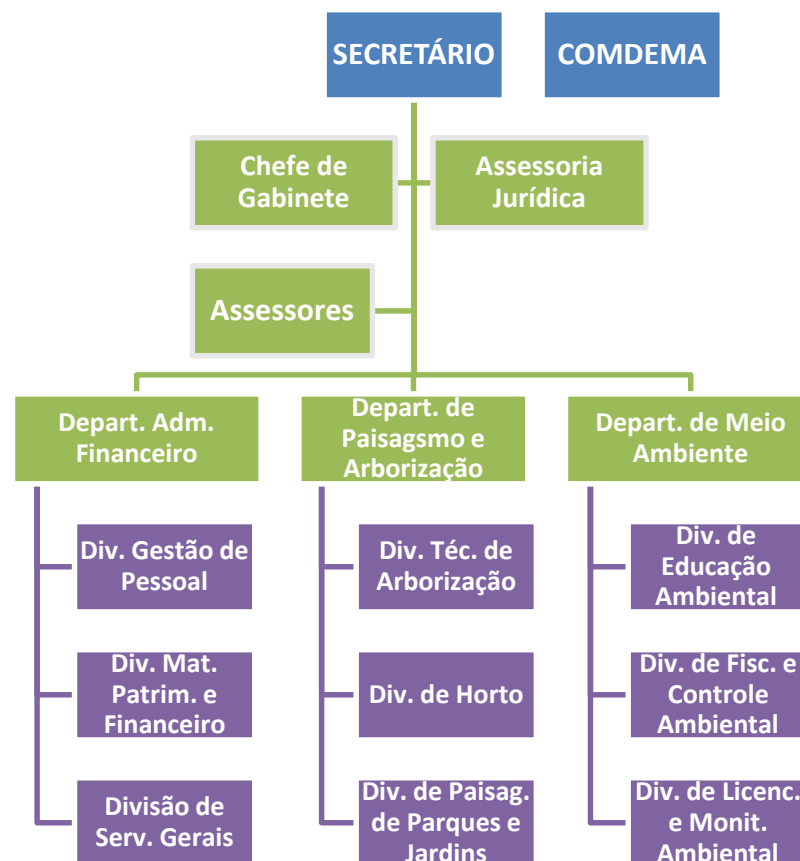 SECRETÁRIO
COMDEMA
Chefe de
Gabinete
Assessoria
Jurídica
Assessores
Depart. Adm.
Financeiro
Depart. de
Paisagsmo e
Arborização
Depart. de Meio
Ambiente
Div. Gestão de
Pessoal
Div. Téc. de
Arborização
Div. de
Educação
Ambiental
Div. Mat.
Patrim. e
Financeiro
Div. de Horto
Div. de Fisc. e
Controle
Ambiental
Divisão de
Serv. Gerais
Div. de Paisag.
de Parques e
Jardins
Div. de Licenc.
e Monit.
Ambiental